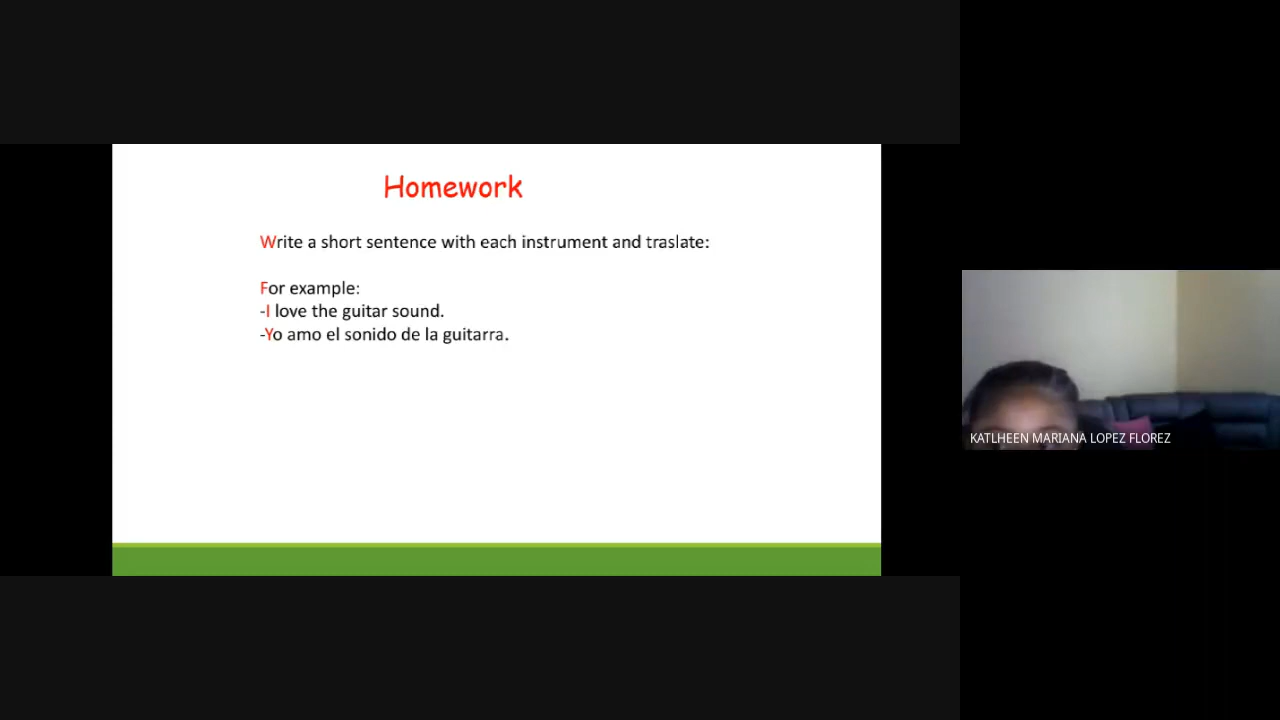 Homework
Write a short sentence with each instrument and traslate:
For example:
-I love the guitar sound.
-Yo amo el sonido de la guitarra.
KATLHEEN MARIANA LOPEZ FLOREZ